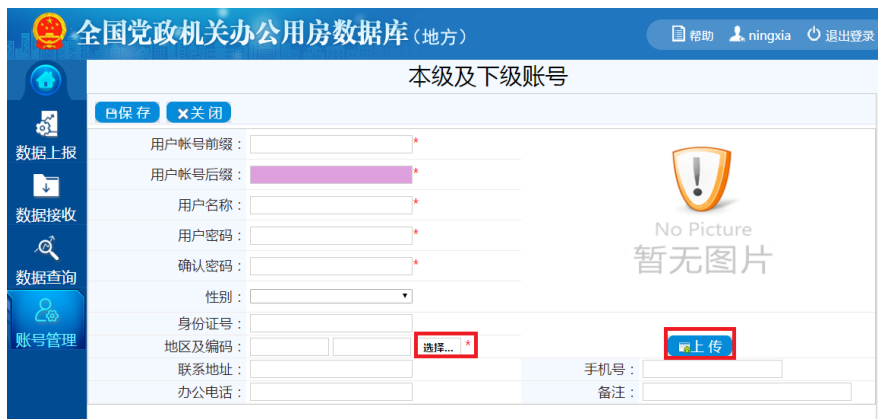 全国党政机关办公用房数据库(地方)
帮助 ningxia 退出登录
本级及下级账号
保存 关闭
数据上报
数据接收
数据查询
账号管理
用户帐号前缀：*
用户帐号后缀：*
用户名称：*
用户密码：*
确认密码：*
性别：
身份证号：
地区及编码： 选择... *
联系地址：
办公电话：
No Picture
暂无图片
上传
手机号：
备注：